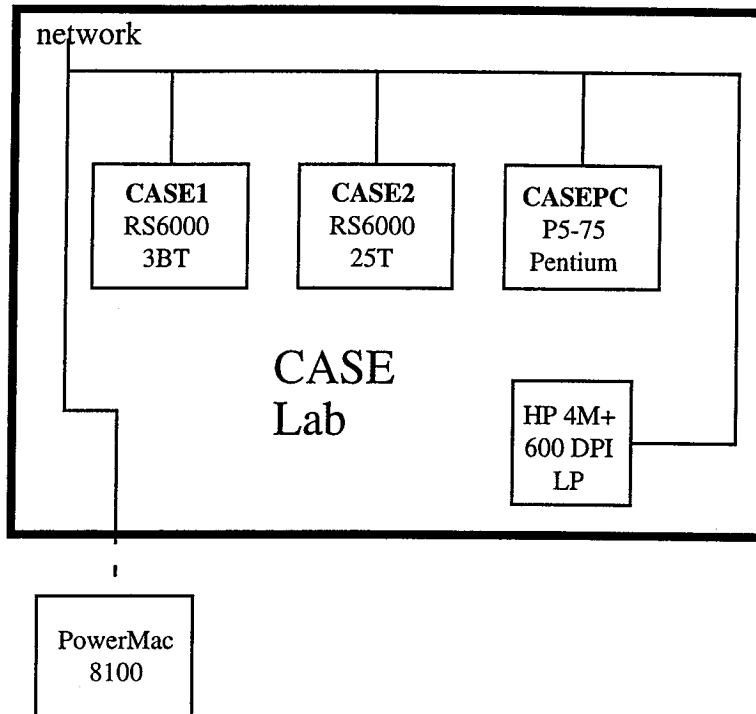 network
CASE1
RS6000
3BT
CASE2
RS6000
25T
CASEPC
P5-75
Pentium
CASE
Lab
HP 4M+
600 DPI
LP
PowerMac
8100